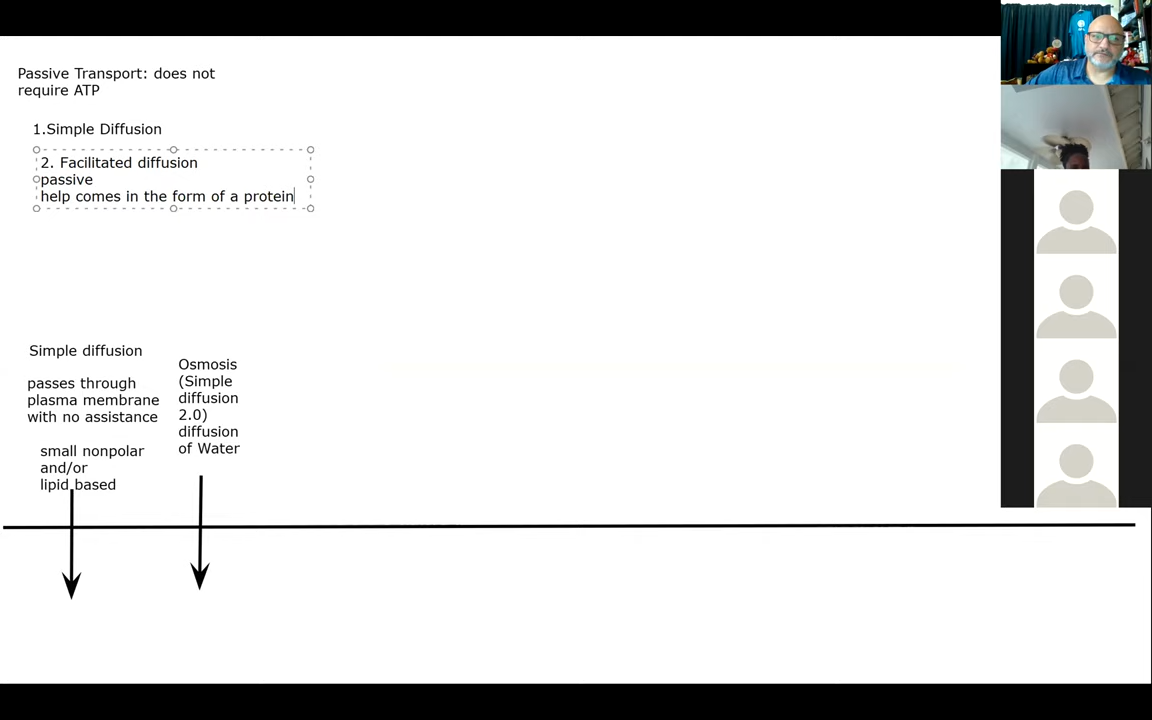 Passive Transport: does not
require ATP
1.Simple Diffusion
2. Facilitated diffusion
passive
help comes in the form of a protein
Simple diffusion
passes through
plasma membrane
with no assistance
small nonpolar
and/or
lipid based
Osmosis
(Simple
diffusion
2.0)
diffusion
of Water